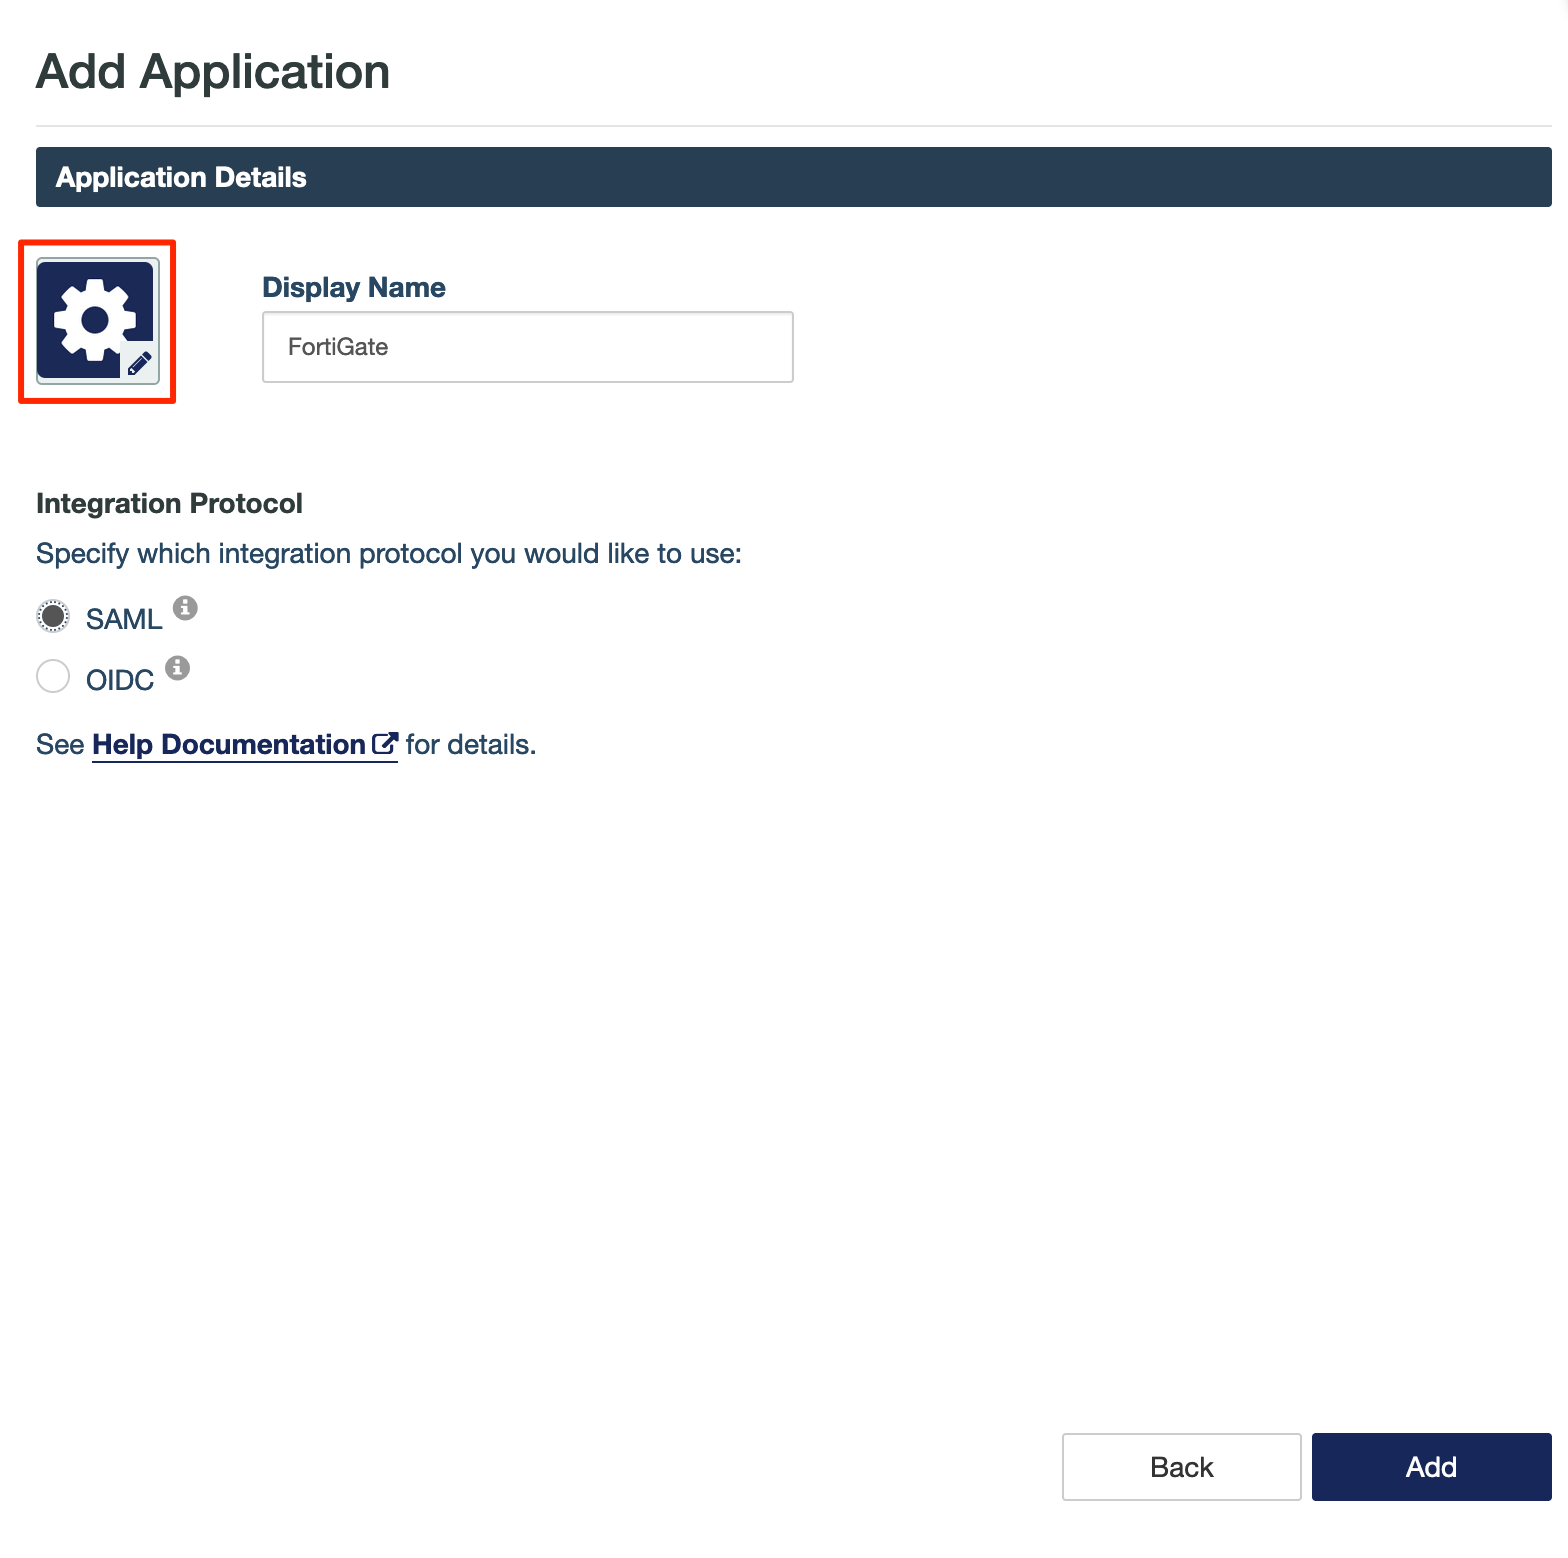 Add Application
Application Details
Display Name
FortiGate
Integration Protocol
Specify which integration protocol you would like to use:
SAML
OIDC
See Help Documentation for details.
Back
Add